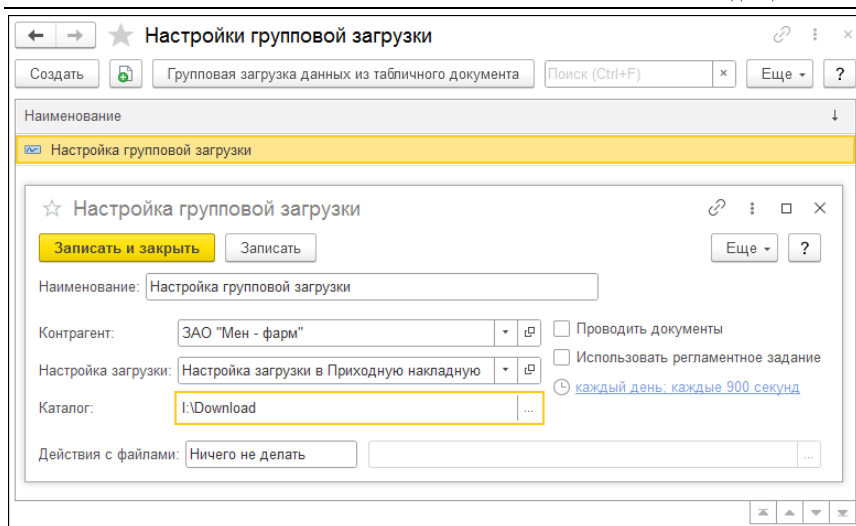 Настройки групповой загрузки
Создать Групповая загрузка данных из табличного документа Поиск (Ctrl+F) × Еще ?
Наименование ↓
Настройка групповой загрузки
Настройка групповой загрузки
Записать и закрыть Записать Еще ?
Наименование: Настройка групповой загрузки
Контрагент: ЗАО "Мен - фарм" Проводить документы
Использовать регламентное задание
Настройка загрузки: Настройка загрузки в Приходную накладную
каждый день; каждые 900 секунд
Каталог: I:\Download ...
Действия с файлами: Ничего не делать ...